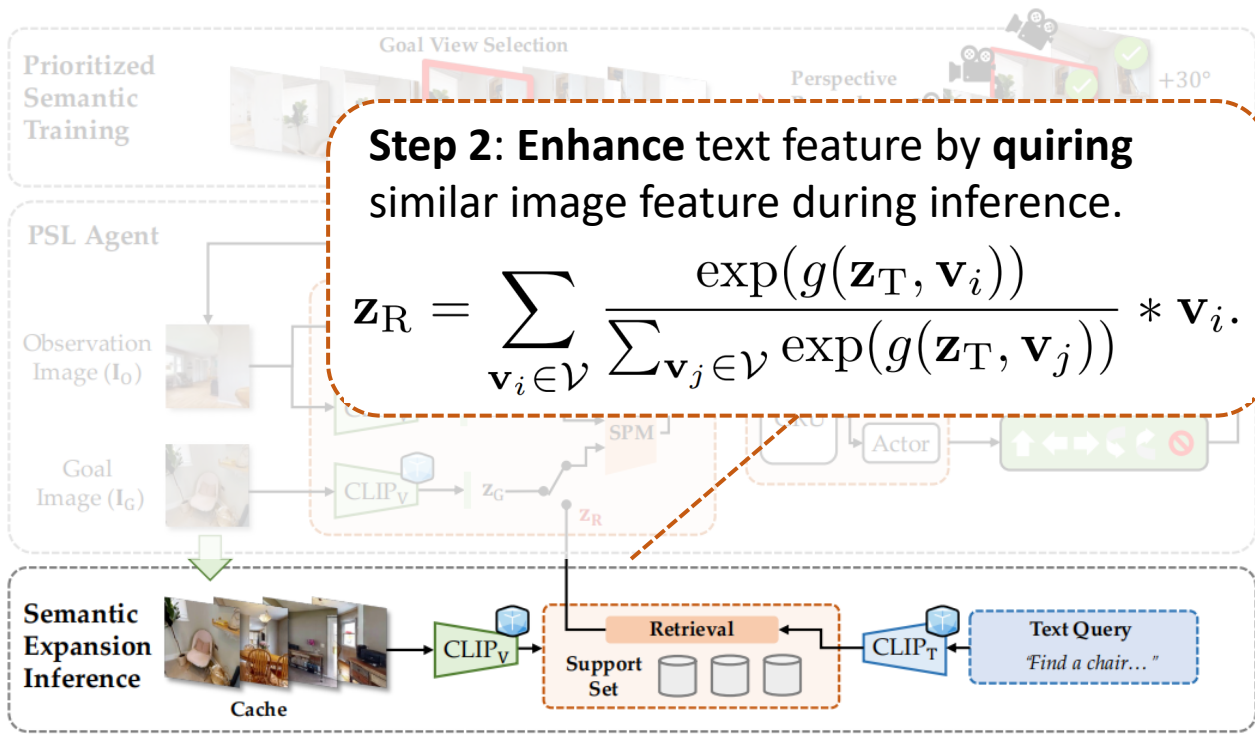 Goal View Selection
Prioritized
Semantic
Training
Perspective
+30°
Step 2: Enhance text feature by quiring
similar image feature during inference.
z_R = ∑_{v_i∈𝒱} exp(g(z_T, v_i)) / ∑_{v_j∈𝒱} exp(g(z_T, v_j)) * v_i.
PSL Agent
Observation
Image (I_O)
SPM
GRU
Actor
Goal
Image (I_G)
CLIP_V
z_G
z_R
Semantic
Expansion
Inference
Cache
CLIP_V
Retrieval
Support
Set
CLIP_T
Text Query
"Find a chair…"